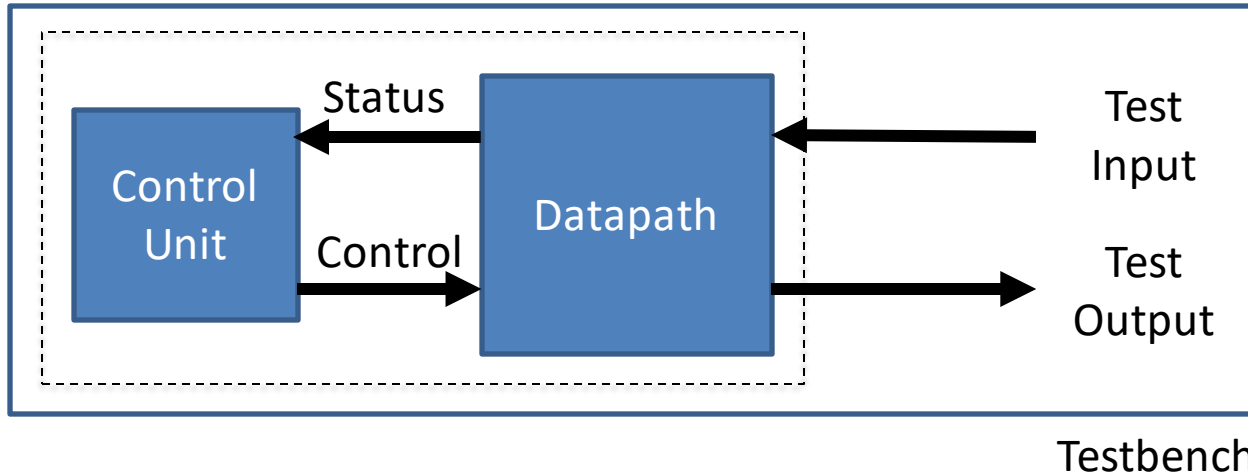 Status
Control
Unit
Control
Datapath
Test
Input
Test
Output
Testbench